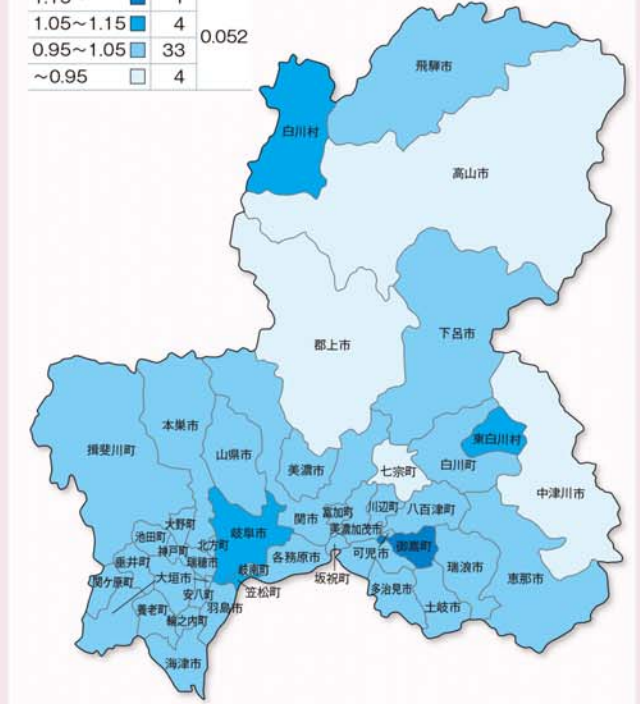 1.05～1.15 4
0.95～1.05 33
0.052
～0.95 4
飛騨市
白川村
高山市
郡上市
下呂市
本巣市
揖斐川町
山県市
東白川村
白川町
美濃市
七宗町
中津川市
大野町
岐阜市
関市
富加町
川辺町
八百津町
池田町
神戸町
北方町
美濃加茂市
御嵩町
垂井町
瑞穂市
岐南町
各務原市
可児市
瑞浪市
恵那市
関ケ原町
大垣市
安八町
笠松町
坂祝町
多治見市
養老町
輪之内町
羽島市
土岐市
海津市